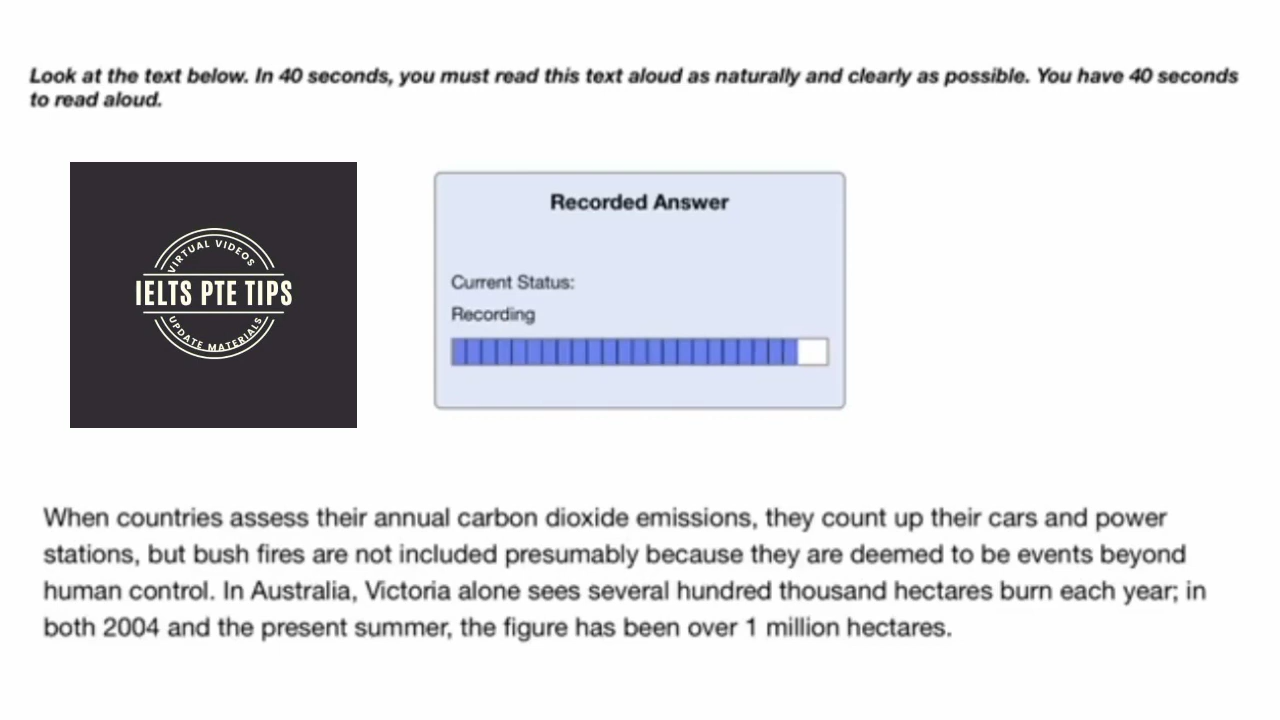 Look at the text below. In 40 seconds, you must read this text aloud as naturally and clearly as possible. You have 40 seconds
to read aloud.
VIRTUAL VIDEOS
IELTS PTE TIPS
UPDATE MATERIALS
Recorded Answer
Current Status:
Recording
When countries assess their annual carbon dioxide emissions, they count up their cars and power
stations, but bush fires are not included presumably because they are deemed to be events beyond
human control. In Australia, Victoria alone sees several hundred thousand hectares burn each year; in
both 2004 and the present summer, the figure has been over 1 million hectares.